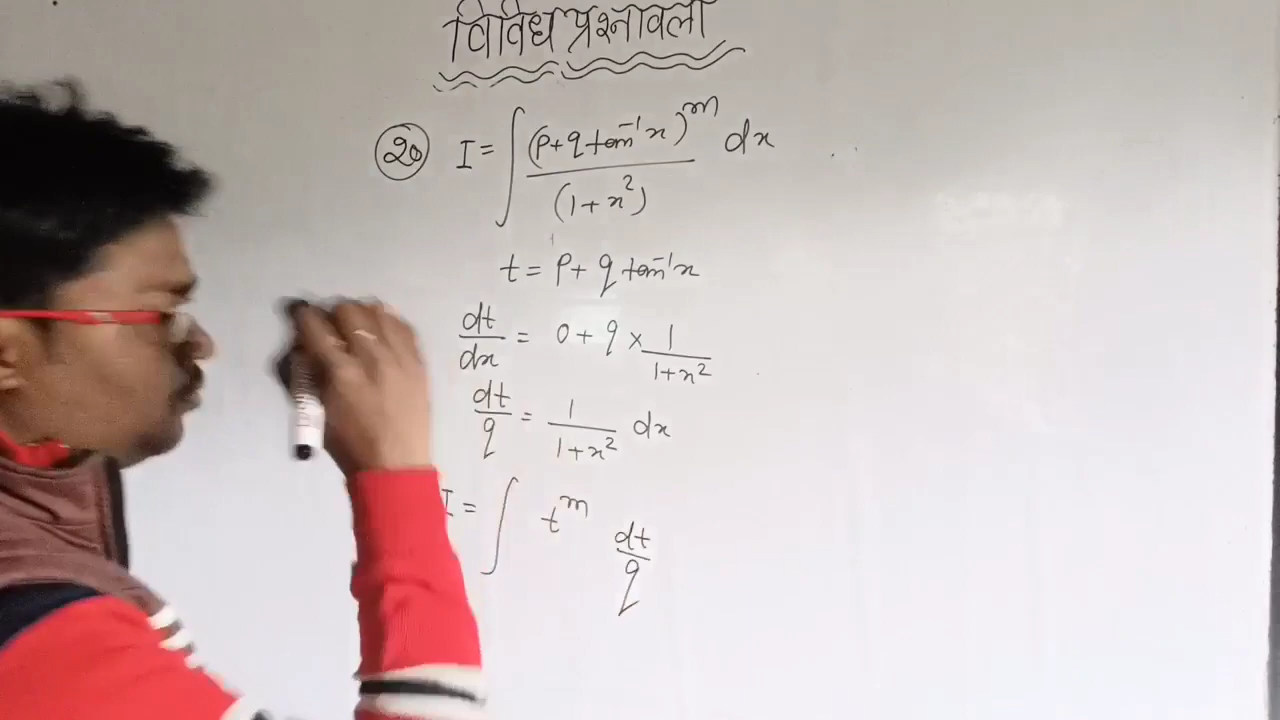 विविध प्रश्नावली
(20) I = ∫ (p+q tan⁻¹x)^m / (1+x²) dx
t = p + q tan⁻¹x
dt/dx = 0 + q × 1/(1+x²)
dt/q = 1/(1+x²) dx
I = ∫ t^m dt/q